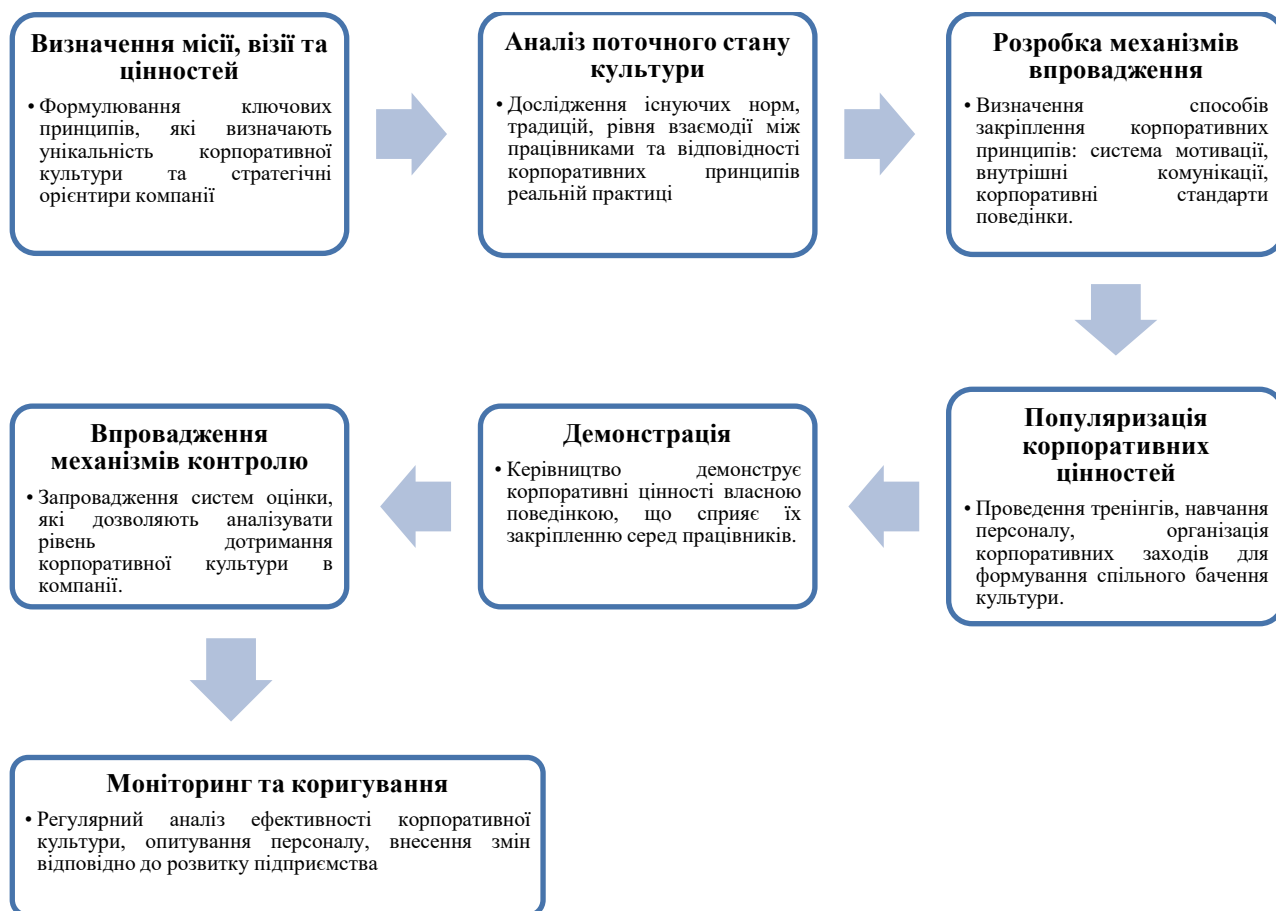 Визначення місії, візії та
цінностей
• Формулювання ключових
принципів, які визначають
унікальність корпоративної
культури та стратегічні
орієнтири компанії
Аналіз поточного стану
культури
• Дослідження існуючих норм,
традицій, рівня взаємодії між
працівниками та відповідності
корпоративних принципів
реальній практиці
Розробка механізмів
впровадження
• Визначення способів
закріплення корпоративних
принципів: система мотивації,
внутрішні комунікації,
корпоративні стандарти
поведінки.
Популяризація
корпоративних
цінностей
• Проведення тренінгів, навчання
персоналу, організація
корпоративних заходів для
формування спільного бачення
культури.
Демонстрація
• Керівництво демонструє
корпоративні цінності власною
поведінкою, що сприяє їх
закріпленню серед працівників.
Впровадження
механізмів контролю
• Запровадження систем оцінки,
які дозволяють аналізувати
рівень дотримання
корпоративної культури в
компанії.
Моніторинг та коригування
• Регулярний аналіз ефективності корпоративної
культури, опитування персоналу, внесення змін
відповідно до розвитку підприємства